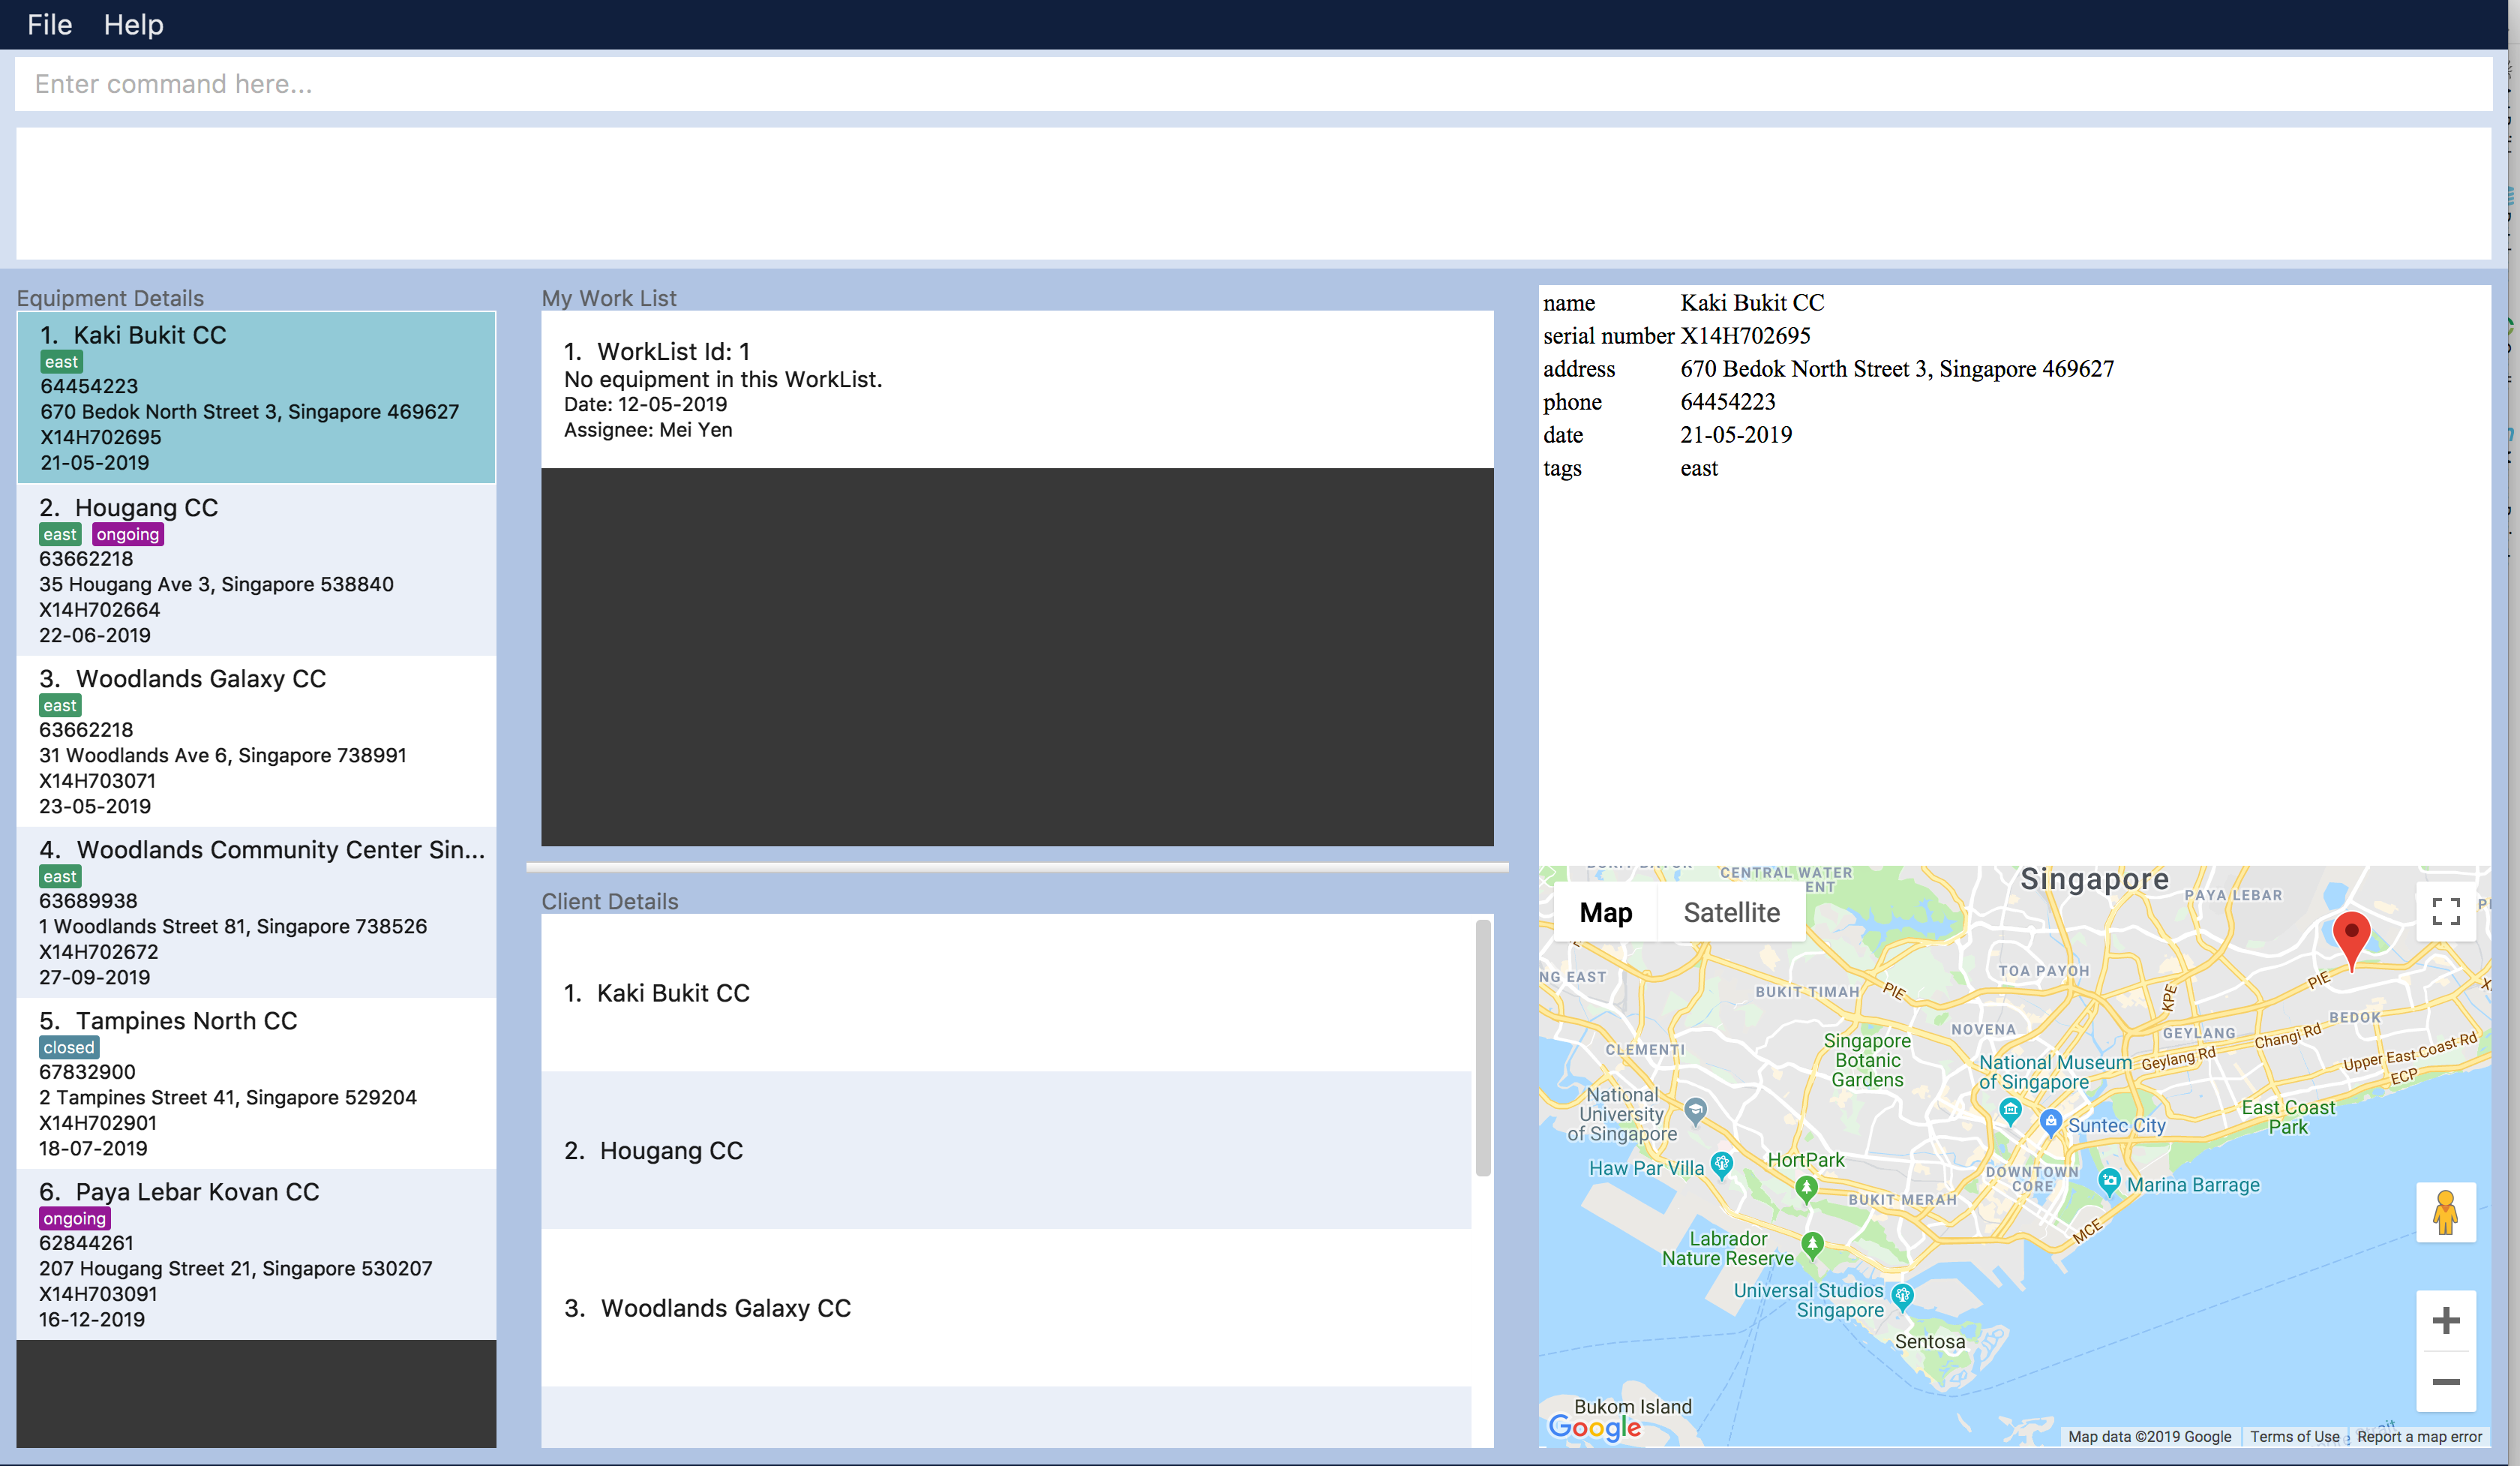 File Help
Enter command here...
Equipment Details
1. Kaki Bukit CC
east
64454223
670 Bedok North Street 3, Singapore 469627
X14H702695
21-05-2019
2. Hougang CC
east ongoing
63662218
35 Hougang Ave 3, Singapore 538840
X14H702664
22-06-2019
3. Woodlands Galaxy CC
east
63662218
31 Woodlands Ave 6, Singapore 738991
X14H703071
23-05-2019
4. Woodlands Community Center Sin...
east
63689938
1 Woodlands Street 81, Singapore 738526
X14H702672
27-09-2019
5. Tampines North CC
closed
67832900
2 Tampines Street 41, Singapore 529204
X14H702901
18-07-2019
6. Paya Lebar Kovan CC
ongoing
62844261
207 Hougang Street 21, Singapore 530207
X14H703091
16-12-2019
My Work List
1. WorkList Id: 1
No equipment in this WorkList.
Date: 12-05-2019
Assignee: Mei Yen
Client Details
1. Kaki Bukit CC
2. Hougang CC
3. Woodlands Galaxy CC
name Kaki Bukit CC
serial number X14H702695
address 670 Bedok North Street 3, Singapore 469627
phone 64454223
date 21-05-2019
tags east
CENTRAL WATER
Singapore
PAYA LEBAR
Map Satellite
TOA PAYOH
BUKIT TIMAH
PIE
PIE
KPE
NOVENA
GEYLANG
BEDOK
Changi Rd
Geylang Rd
Upper East Coast Rd
ECP
CLEMENTI
Singapore
Botanic
Gardens
National Museum
of Singapore
National
University
of Singapore
Suntec City
East Coast
Park
Haw Par Villa
HortPark
DOWNTOWN
CORE
BUKIT MERAH
Marina Barrage
MCE
Labrador
Nature Reserve
Universal Studios
Singapore
Sentosa
Bukom Island
Google
Map data ©2019 Google Terms of Use Report a map error